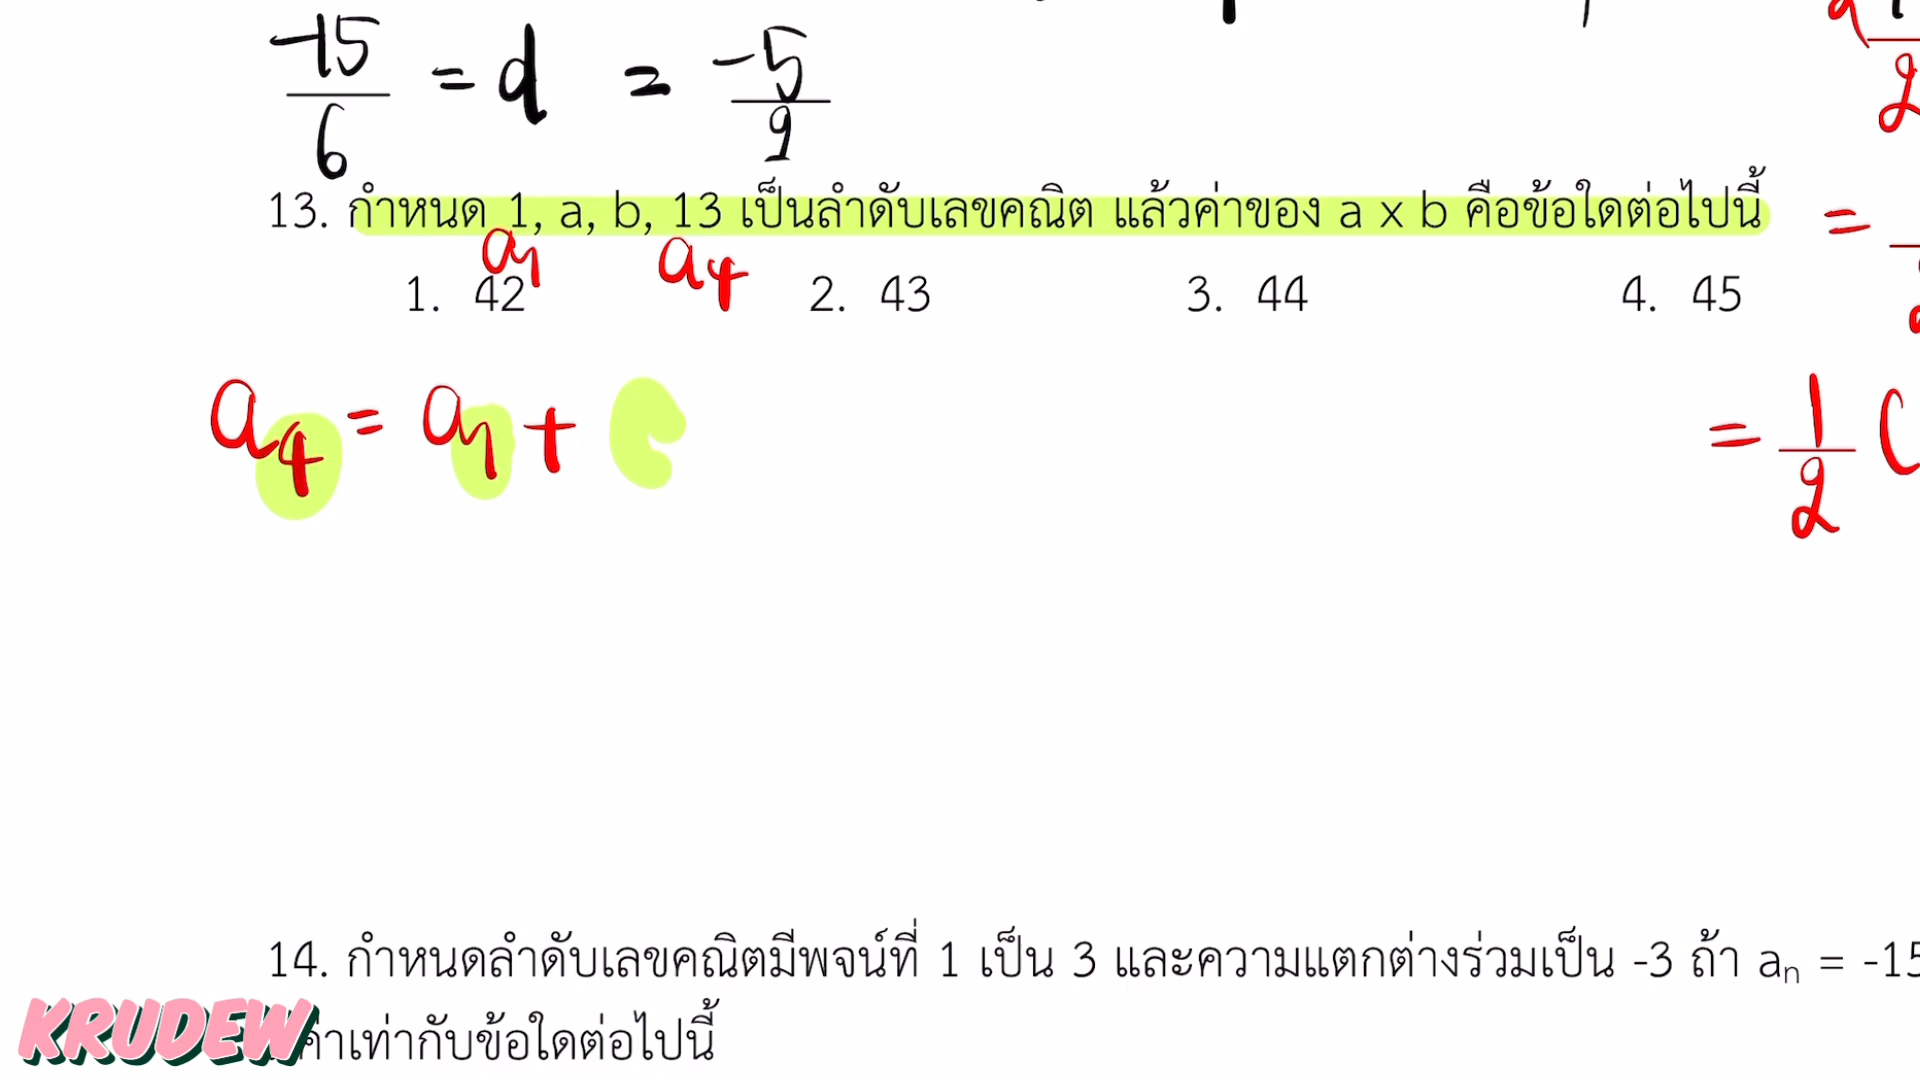 -15/6 = d = -5/2
13. กำหนด 1, a, b, 13 เป็นลำดับเลขคณิต แล้วค่าของ a x b คือข้อใดต่อไปนี้
a₁ a₄
1. 42 2. 43 3. 44 4. 45
a₄ = a₁ +
= 1/2 (
14. กำหนดลำดับเลขคณิตมีพจน์ที่ 1 เป็น 3 และความแตกต่างร่วมเป็น -3 ถ้า aₙ = -15
ค่าเท่ากับข้อใดต่อไปนี้
KRUDEW